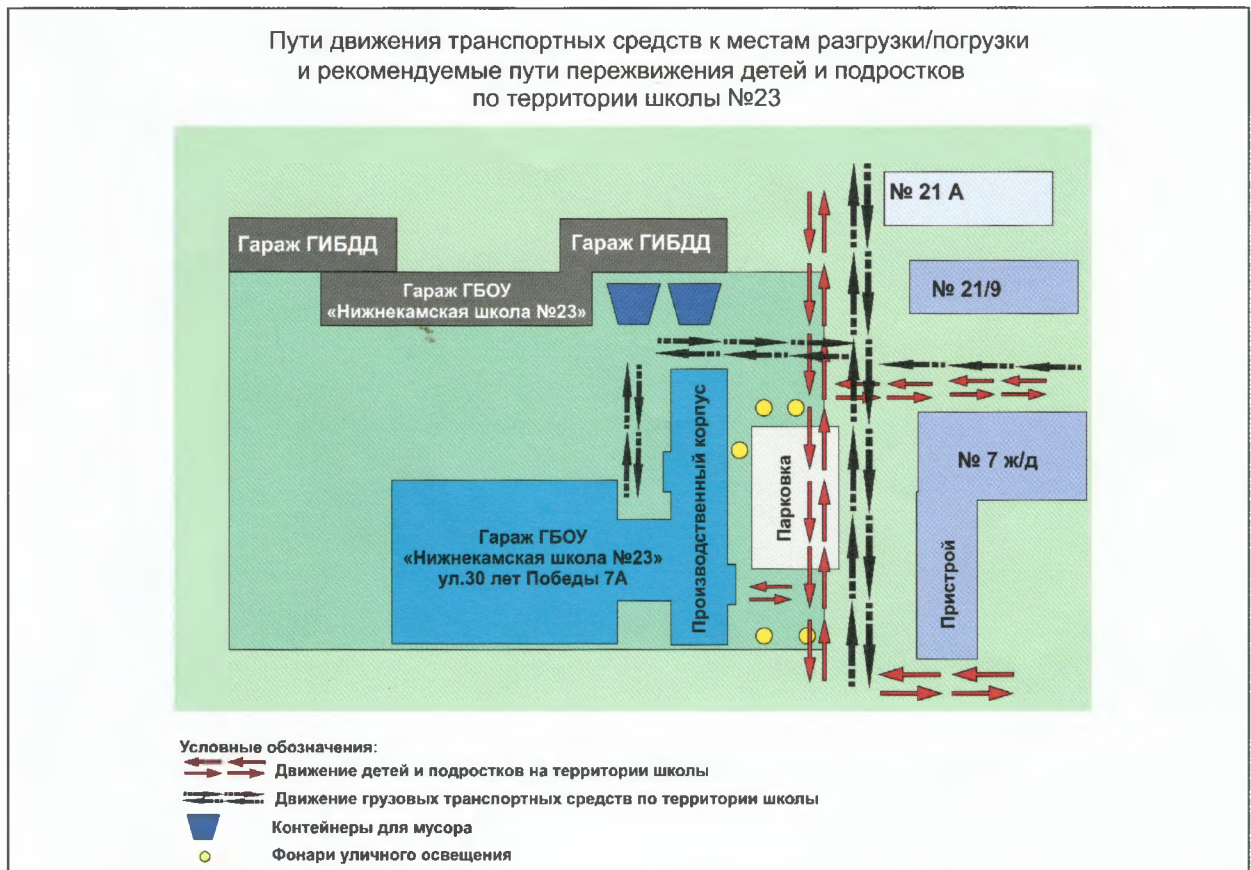 Пути движения транспортных средств к местам разгрузки/погрузки
и рекомендуемые пути пережвижения детей и подростков
по территории школы №23
№ 21 А
Гараж ГИБДД
Гараж ГИБДД
Гараж ГБОУ
«Нижнекамская школа №23»
№ 21/9
Производственный корпус
Парковка
№ 7 ж/д
Пристрой
Гараж ГБОУ
«Нижнекамская школа №23»
ул.30 лет Победы 7А
Условные обозначения:
Движение детей и подростков на территории школы
Движение грузовых транспортных средств по территории школы
Контейнеры для мусора
Фонари уличного освещения